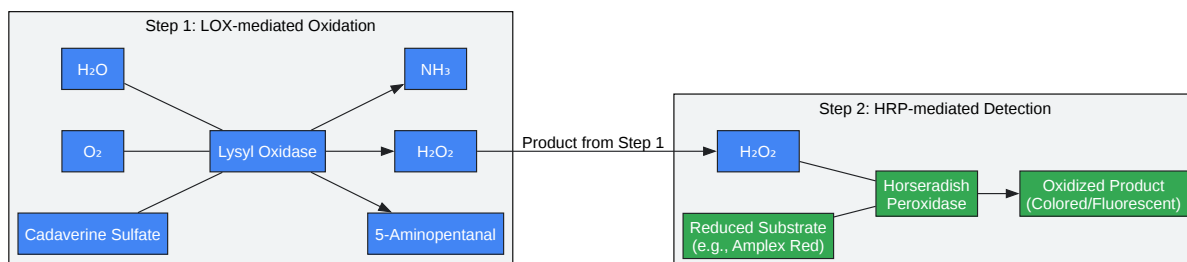 Step 1: LOX-mediated Oxidation
H₂O
NH₃
O₂
Lysyl Oxidase
H₂O₂
Cadaverine Sulfate
5-Aminopentanal
Product from Step 1
Step 2: HRP-mediated Detection
H₂O₂
Horseradish
Peroxidase
Oxidized Product
(Colored/Fluorescent)
Reduced Substrate
(e.g., Amplex Red)